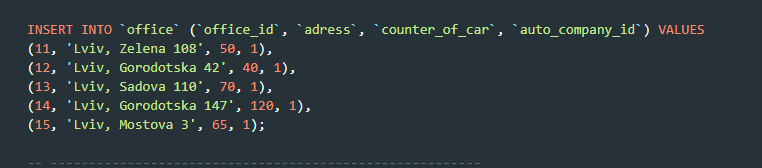 INSERT INTO `office` (`office_id`, `adress`, `counter_of_car`, `auto_company_id`) VALUES
(11, 'Lviv, Zelena 108', 50, 1),
(12, 'Lviv, Gorodotska 42', 40, 1),
(13, 'Lviv, Sadova 110', 70, 1),
(14, 'Lviv, Gorodotska 147', 120, 1),
(15, 'Lviv, Mostova 3', 65, 1);
-- --------------------------------------------------------